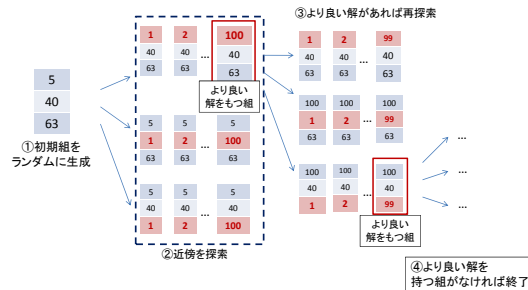 ③より良い解があれば再探索
1 2 100
40 40 ... 40
63 63 63
より良い
解をもつ組
5
40
63
①初期組を
ランダムに生成
5 5 5
1 2 ... 100
63 63 63
5 5 5
40 40 ... 40
1 2 100
②近傍を探索
1 2 99
40 40 ... 40
63 63 63
100 100 100
1 2 ... 99
63 63 63
100 100 100
40 40 ... 40
1 2 99
より良い
解をもつ組
...
...
...
④より良い解を
持つ組がなければ終了